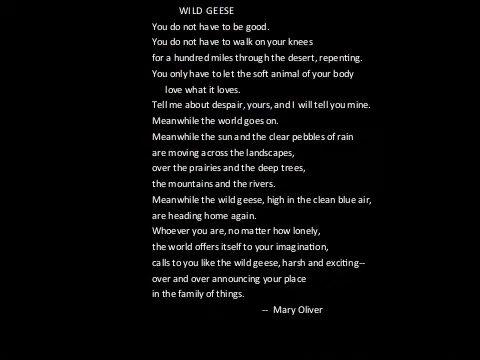 WILD GEESE
You do not have to be good.
You do not have to walk on your knees
for a hundred miles through the desert, repenting.
You only have to let the soft animal of your body
love what it loves.
Tell me about despair, yours, and I will tell you mine.
Meanwhile the world goes on.
Meanwhile the sun and the clear pebbles of rain
are moving across the landscapes,
over the prairies and the deep trees,
the mountains and the rivers.
Meanwhile the wild geese, high in the clean blue air,
are heading home again.
Whoever you are, no matter how lonely,
the world offers itself to your imagination,
calls to you like the wild geese, harsh and exciting--
over and over announcing your place
in the family of things.
-- Mary Oliver